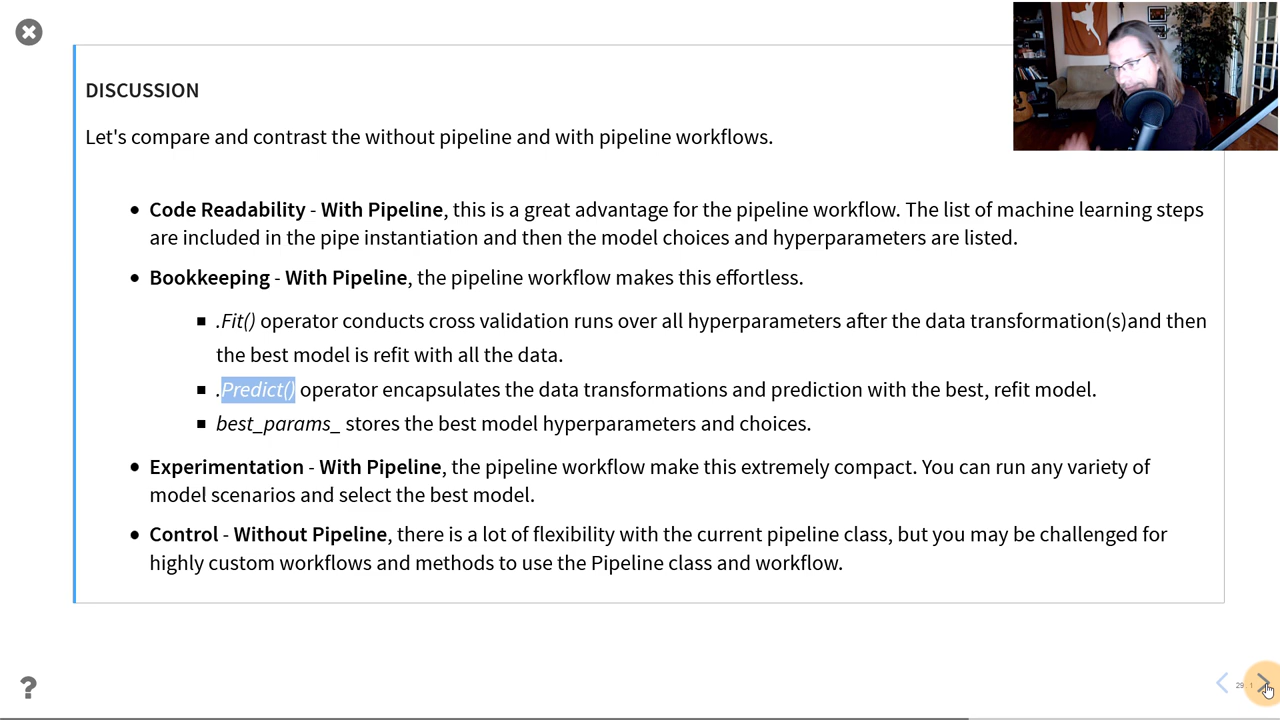 DISCUSSION
Let's compare and contrast the without pipeline and with pipeline workflows.
Code Readability - With Pipeline, this is a great advantage for the pipeline workflow. The list of machine learning steps
are included in the pipe instantiation and then the model choices and hyperparameters are listed.
Bookkeeping - With Pipeline, the pipeline workflow makes this effortless.
.Fit() operator conducts cross validation runs over all hyperparameters after the data transformation(s)and then
the best model is refit with all the data.
.Predict() operator encapsulates the data transformations and prediction with the best, refit model.
best_params_ stores the best model hyperparameters and choices.
Experimentation - With Pipeline, the pipeline workflow make this extremely compact. You can run any variety of
model scenarios and select the best model.
Control - Without Pipeline, there is a lot of flexibility with the current pipeline class, but you may be challenged for
highly custom workflows and methods to use the Pipeline class and workflow.
?
29.1